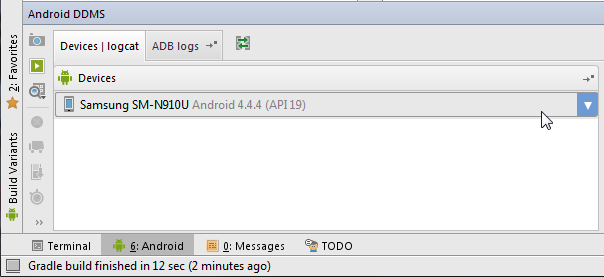 Android DDMS
2: Favorites
Build Variants
Devices | logcat
ADB logs
Devices
Samsung SM-N910U Android 4.4.4 (API 19)
Terminal
6: Android
0: Messages
TODO
Gradle build finished in 12 sec (2 minutes ago)